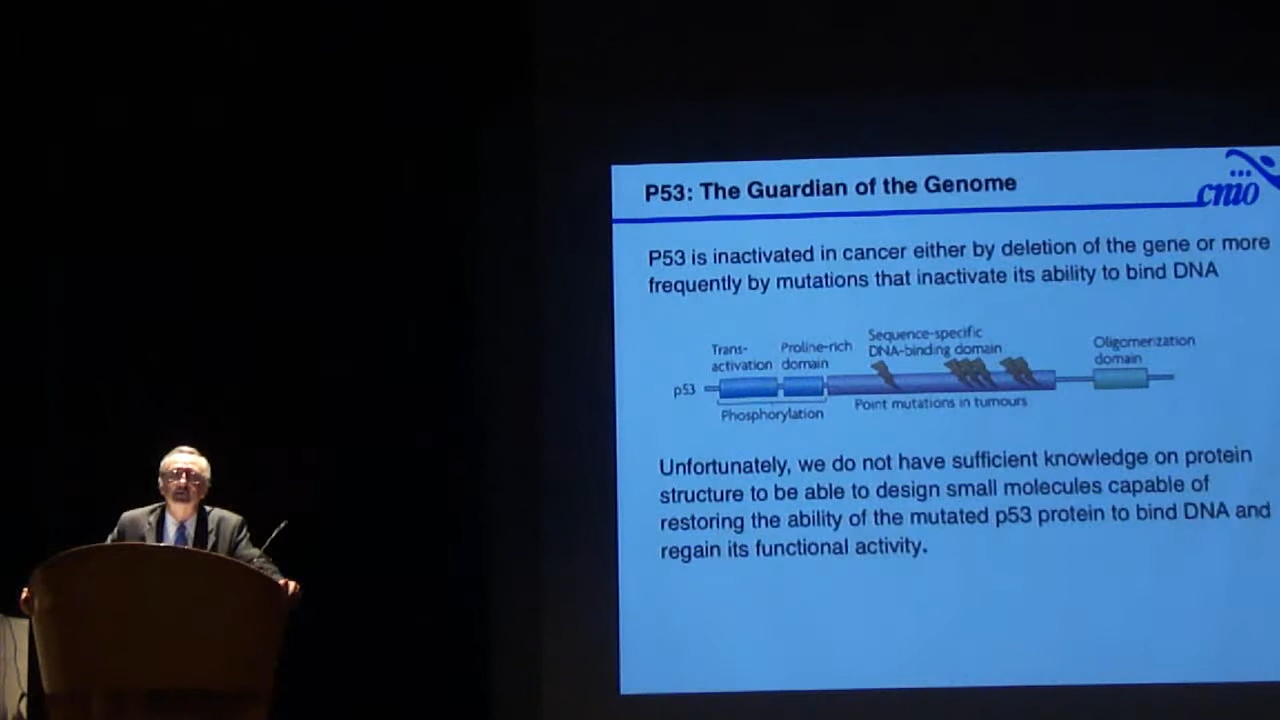 P53: The Guardian of the Genome
cnio
P53 is inactivated in cancer either by deletion of the gene or more
frequently by mutations that inactivate its ability to bind DNA
Trans-
activation
Proline-rich
domain
Sequence-specific
DNA-binding domain
Oligomerization
domain
p53
Phosphorylation
Point mutations in tumours
Unfortunately, we do not have sufficient knowledge on protein
structure to be able to design small molecules capable of
restoring the ability of the mutated p53 protein to bind DNA and
regain its functional activity.